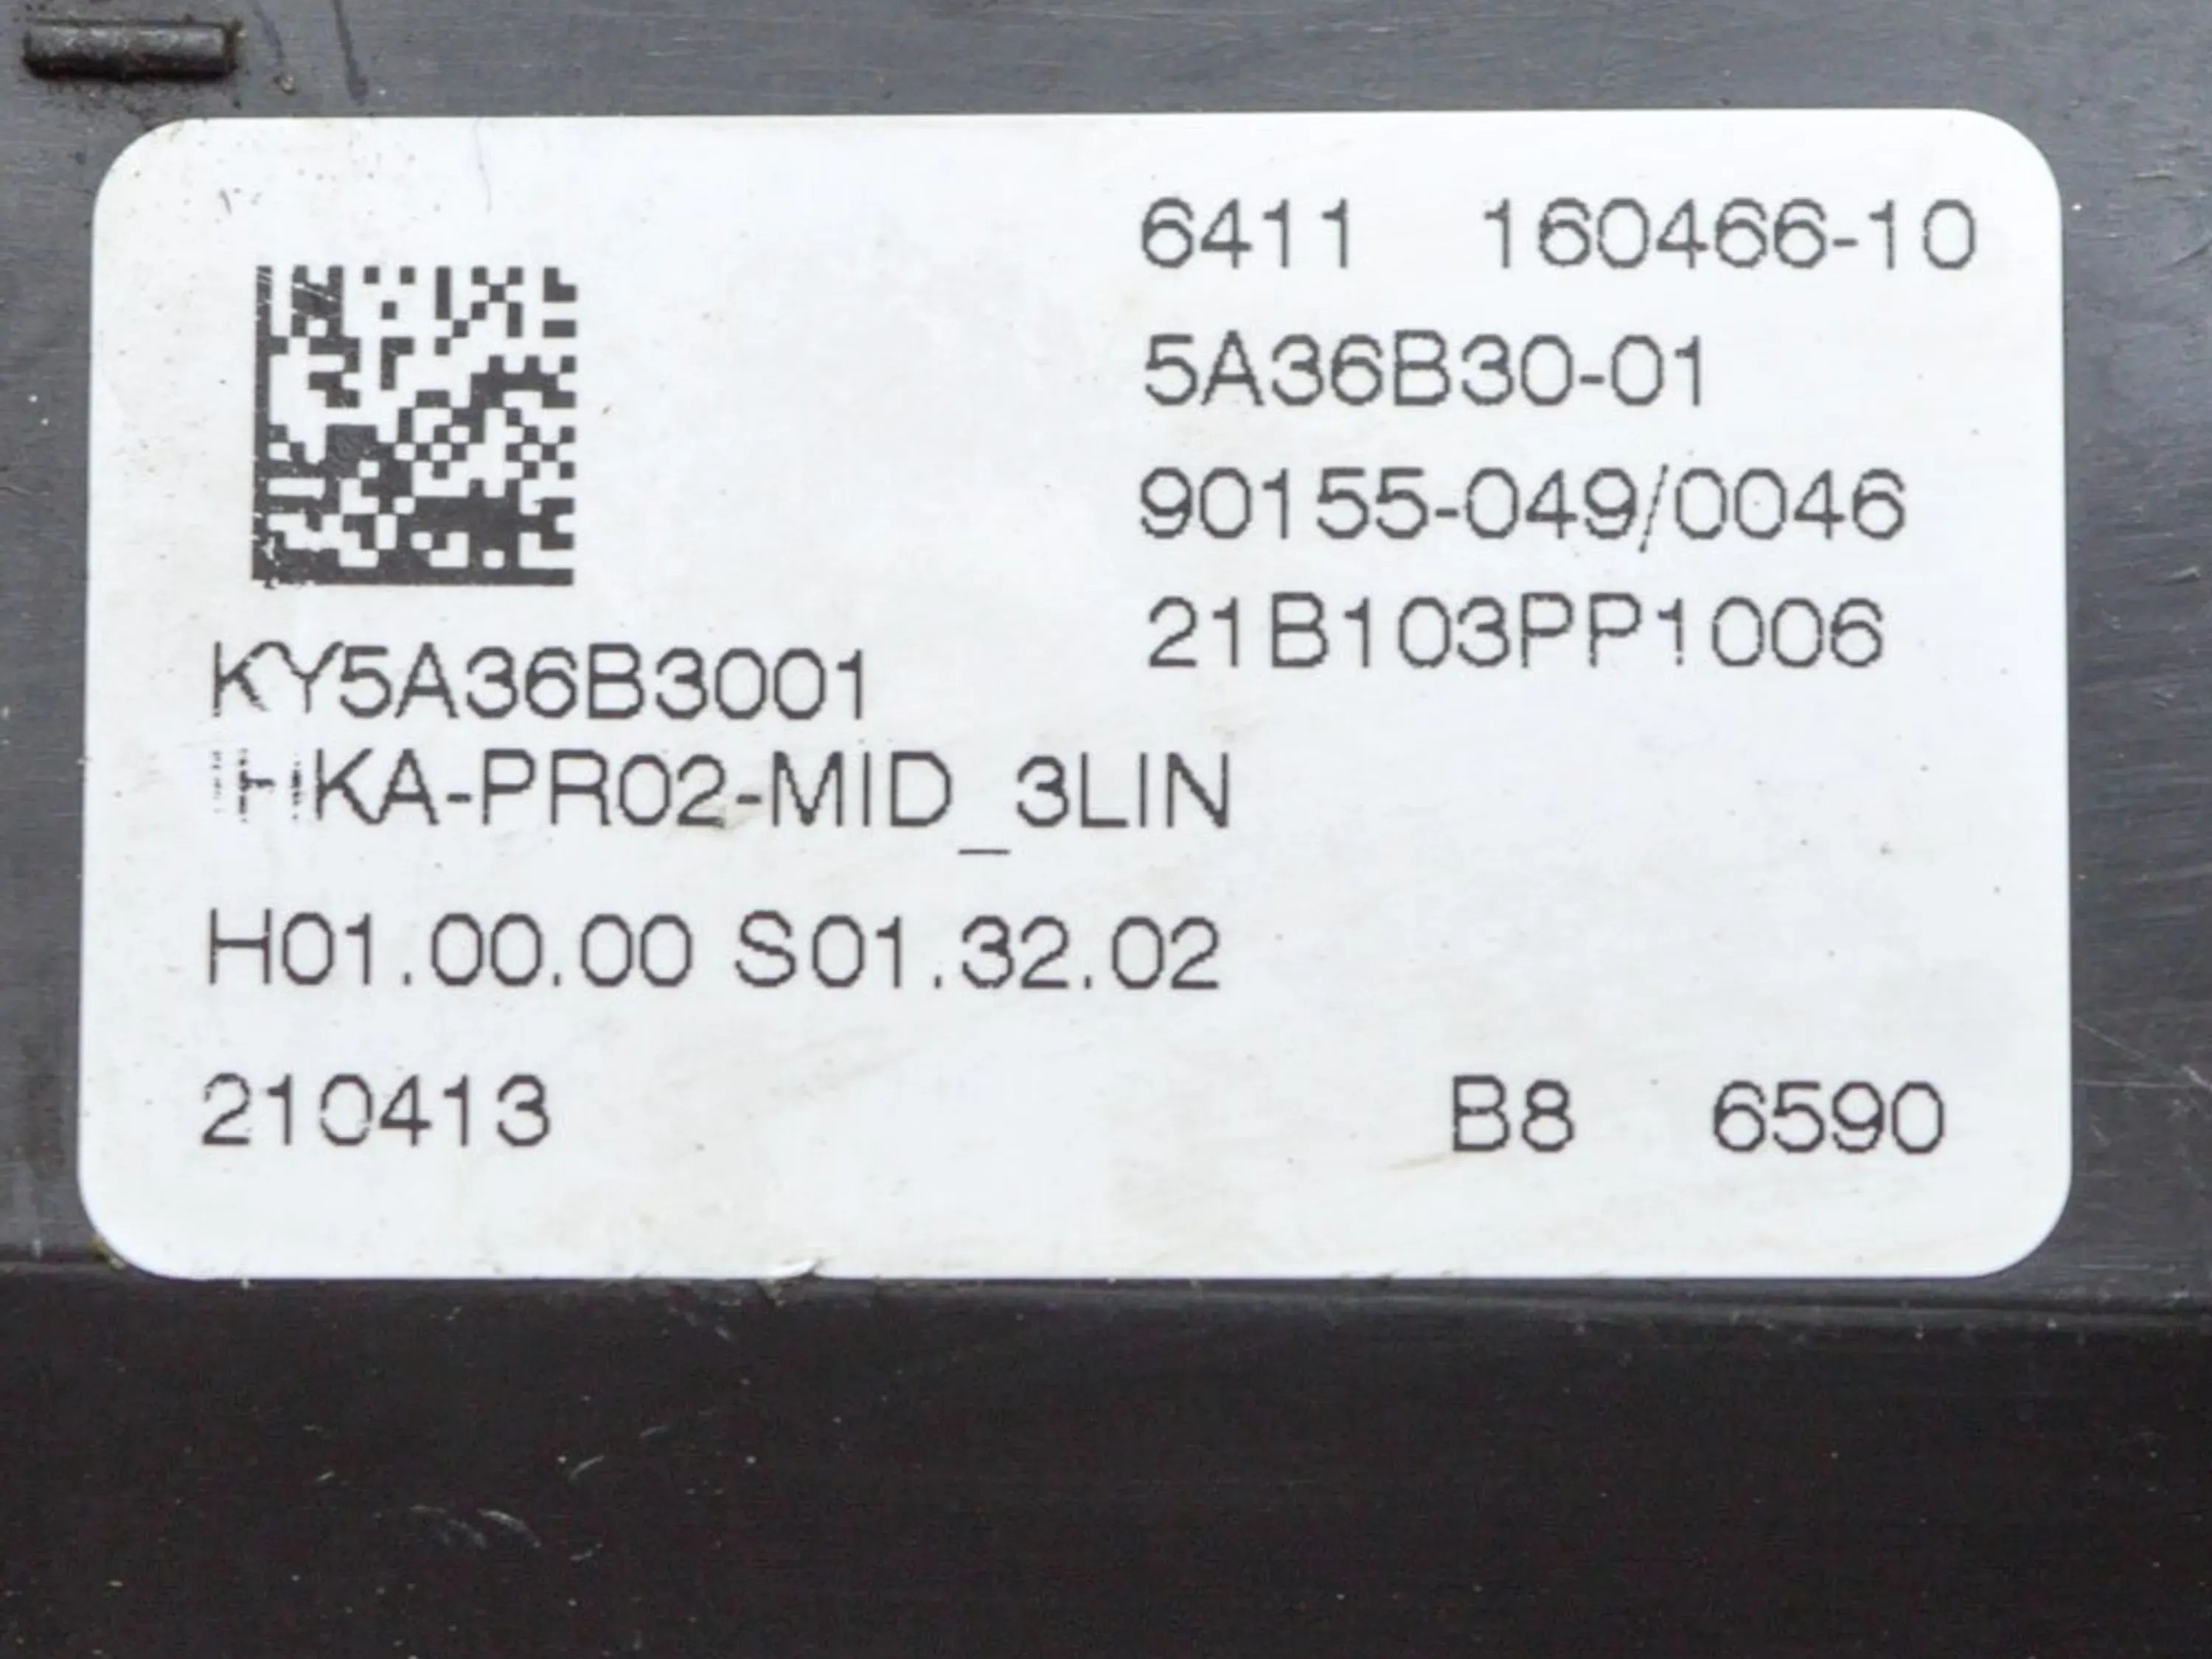 6411 160466-10
5A36B30-01
90155-049/0046
21B103PP1006
KY5A36B3001
IHKA-PR02-MID_3LIN
H01.00.00 S01.32.02
210413 B8 6590